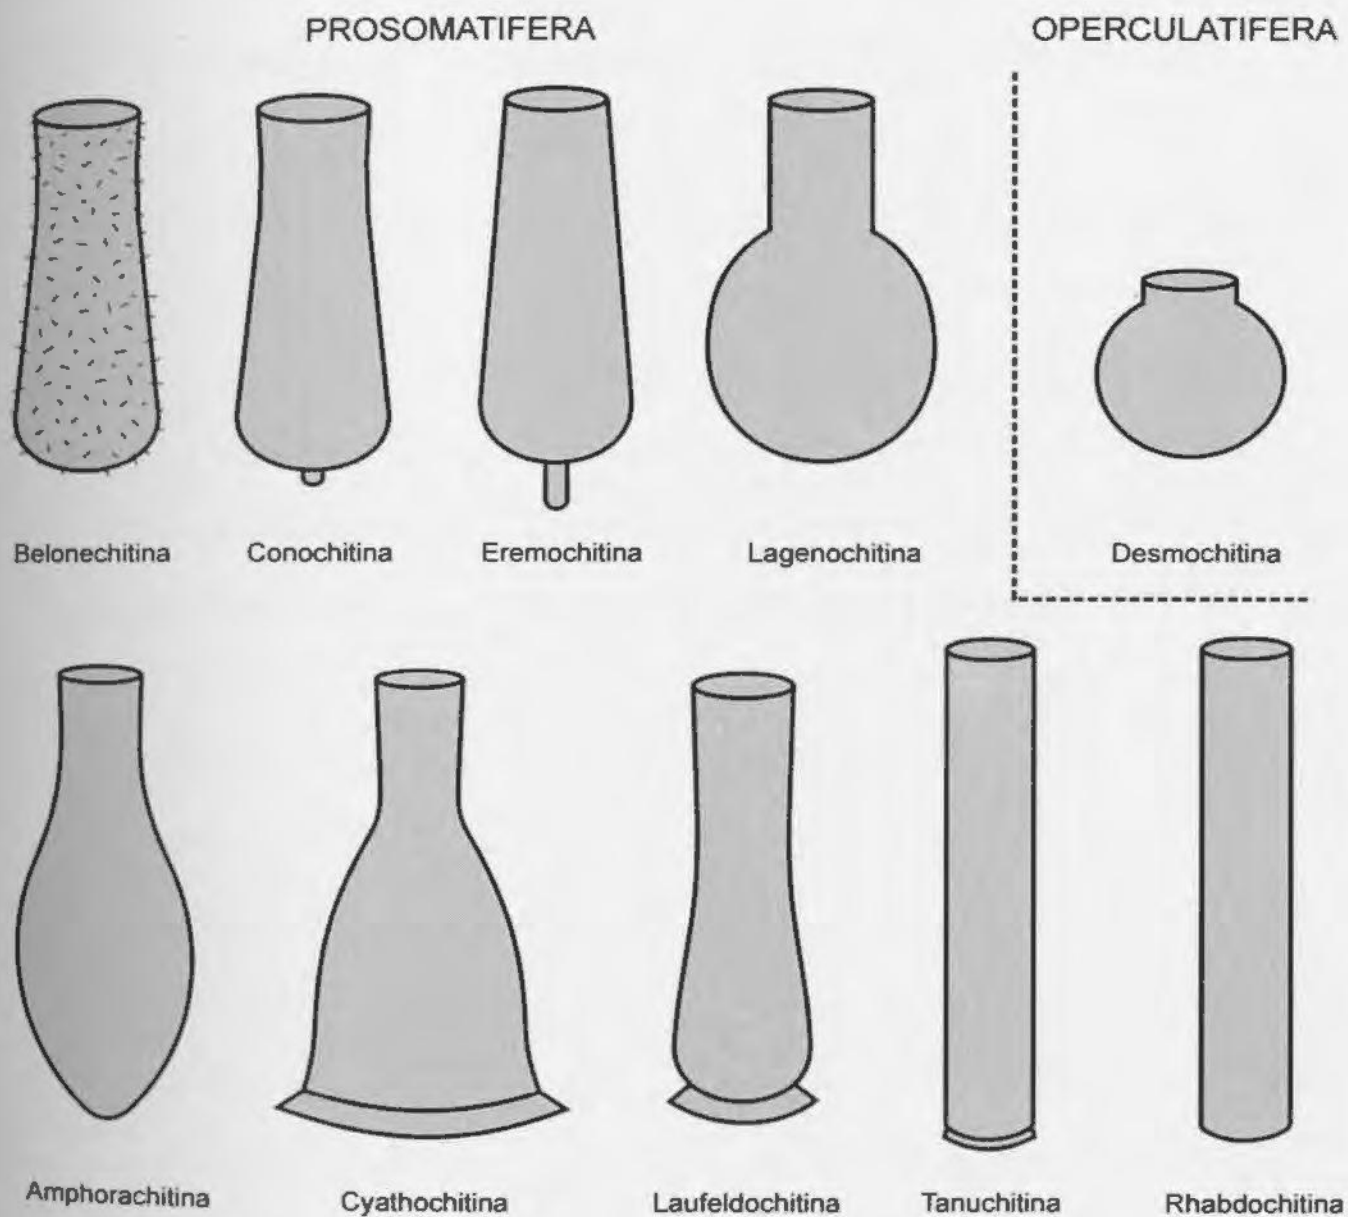 PROSOMATIFERA
OPERCULATIFERA
Belonechitina
Conochitina
Eremochitina
Lagenochitina
Desmochitina
Amphorachitina
Cyathochitina
Laufeldochitina
Tanuchitina
Rhabdochitina